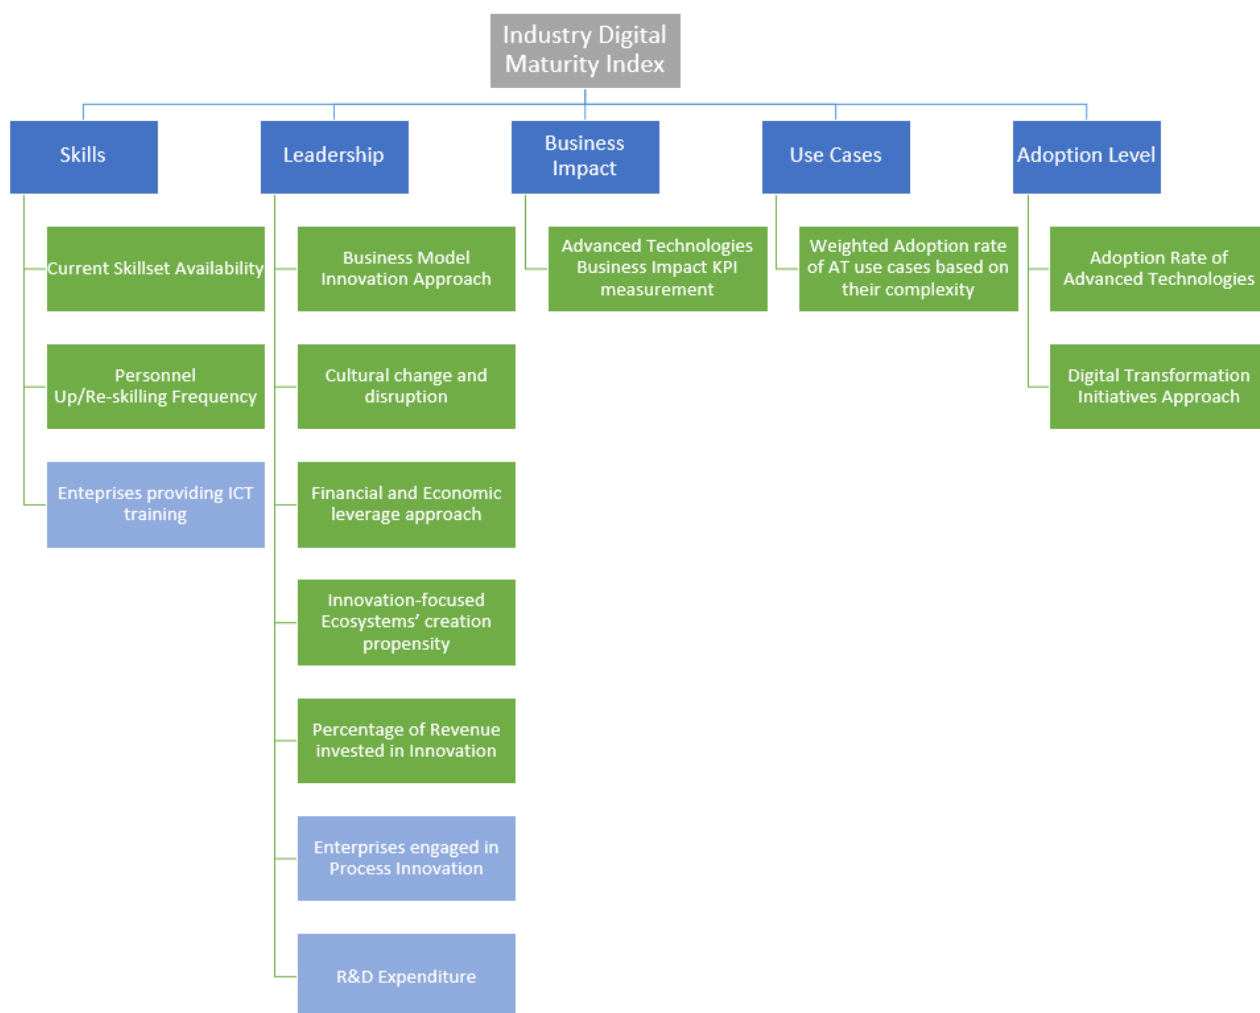 Industry Digital
Maturity Index
Skills
Leadership
Business
Impact
Use Cases
Adoption Level
Current Skillset Availability
Personnel
Up/Re-skilling Frequency
Enteprises providing ICT
training
Business Model
Innovation Approach
Cultural change and
disruption
Financial and Economic
leverage approach
Innovation-focused
Ecosystems’ creation
propensity
Percentage of Revenue
invested in Innovation
Enterprises engaged in
Process Innovation
R&D Expenditure
Advanced Technologies
Business Impact KPI
measurement
Weighted Adoption rate
of AT use cases based on
their complexity
Adoption Rate of
Advanced Technologies
Digital Transformation
Initiatives Approach